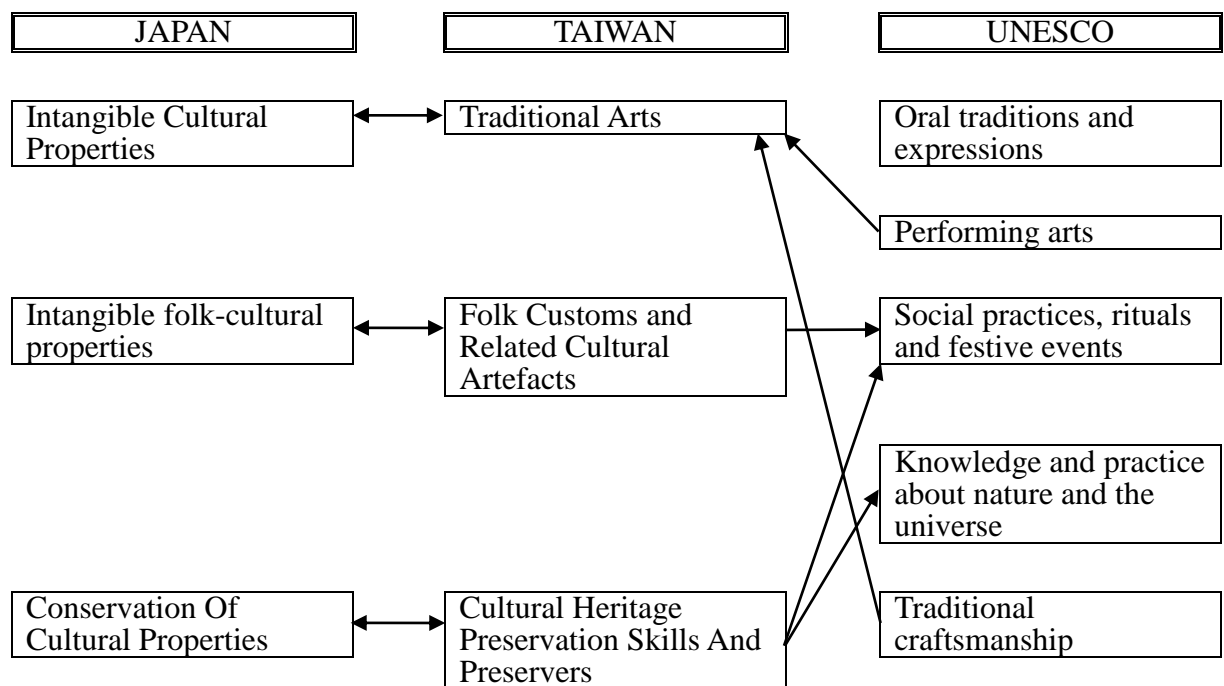 JAPAN
TAIWAN
UNESCO
Intangible Cultural
Properties
Traditional Arts
Oral traditions and
expressions
Performing arts
Intangible folk-cultural
properties
Folk Customs and
Related Cultural
Artefacts
Social practices, rituals
and festive events
Knowledge and practice
about nature and the
universe
Conservation Of
Cultural Properties
Cultural Heritage
Preservation Skills And
Preservers
Traditional
craftsmanship